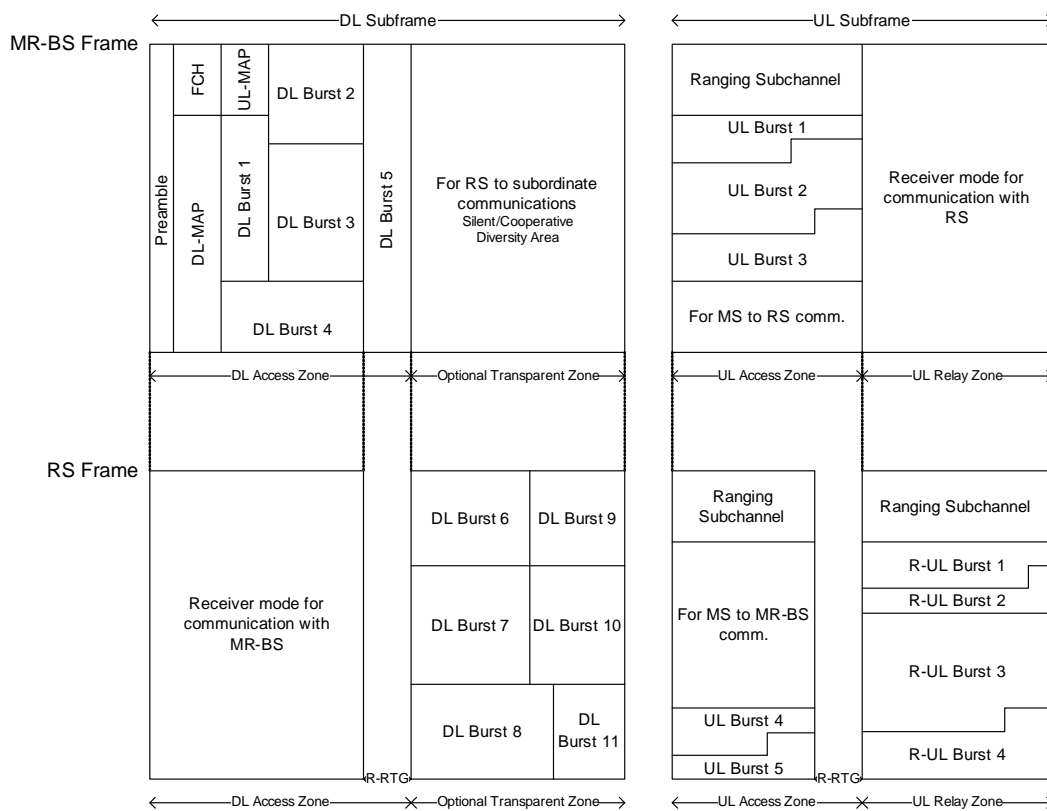 DL Subframe
UL Subframe
MR-BS Frame
Preamble
FCH
DL-MAP
UL-MAP
DL Burst 1
DL Burst 2
DL Burst 3
DL Burst 4
DL Burst 5
For RS to subordinate
communications
Silent/Cooperative
Diversity Area
Ranging Subchannel
UL Burst 1
UL Burst 2
UL Burst 3
For MS to RS comm.
Receiver mode for
communication with
RS
DL Access Zone
Optional Transparent Zone
UL Access Zone
UL Relay Zone
RS Frame
Receiver mode for
communication with
MR-BS
R-RTG
DL Burst 6
DL Burst 9
DL Burst 7
DL Burst 10
DL Burst 8
DL
Burst 11
Ranging
Subchannel
For MS to MR-BS
comm.
UL Burst 4
UL Burst 5
R-RTG
Ranging Subchannel
R-UL Burst 1
R-UL Burst 2
R-UL Burst 3
R-UL Burst 4
DL Access Zone
Optional Transparent Zone
UL Access Zone
UL Relay Zone